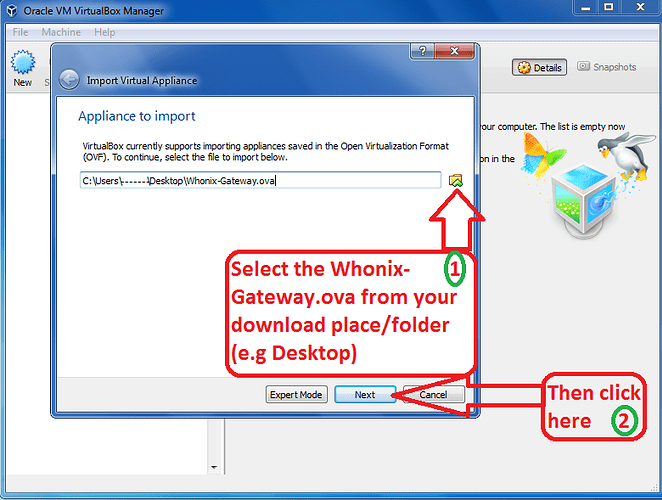 Oracle VM VirtualBox Manager
File Machine Help
New S
Details Snapshots
? X
Import Virtual Appliance
Appliance to import
VirtualBox currently supports importing appliances saved in the Open Virtualization Format
(OVF). To continue, select the file to import below.
your computer. The list is empty now
on in the
C:\Users\------\Desktop\Whonix-Gateway.ova
Select the Whonix- 1
Gateway.ova from your
download place/folder
(e.g Desktop)
Expert Mode Next Cancel
Then click
here 2